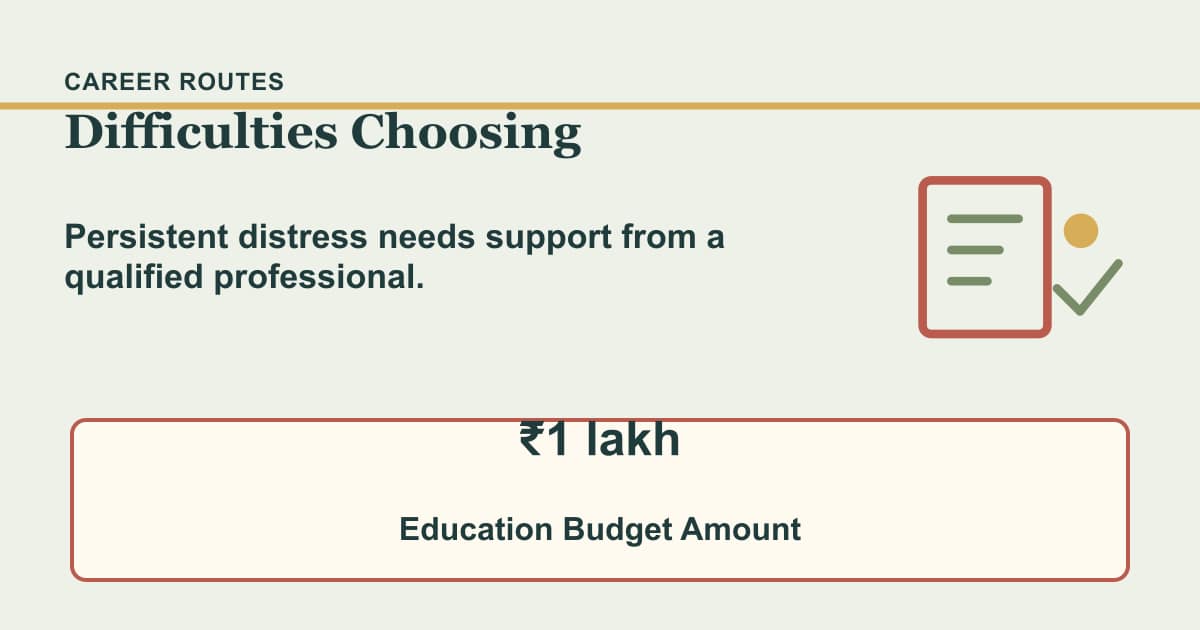 CAREER ROUTES
Difficulties Choosing
Persistent distress needs support from a
qualified professional.
₹1 lakh
Education Budget Amount